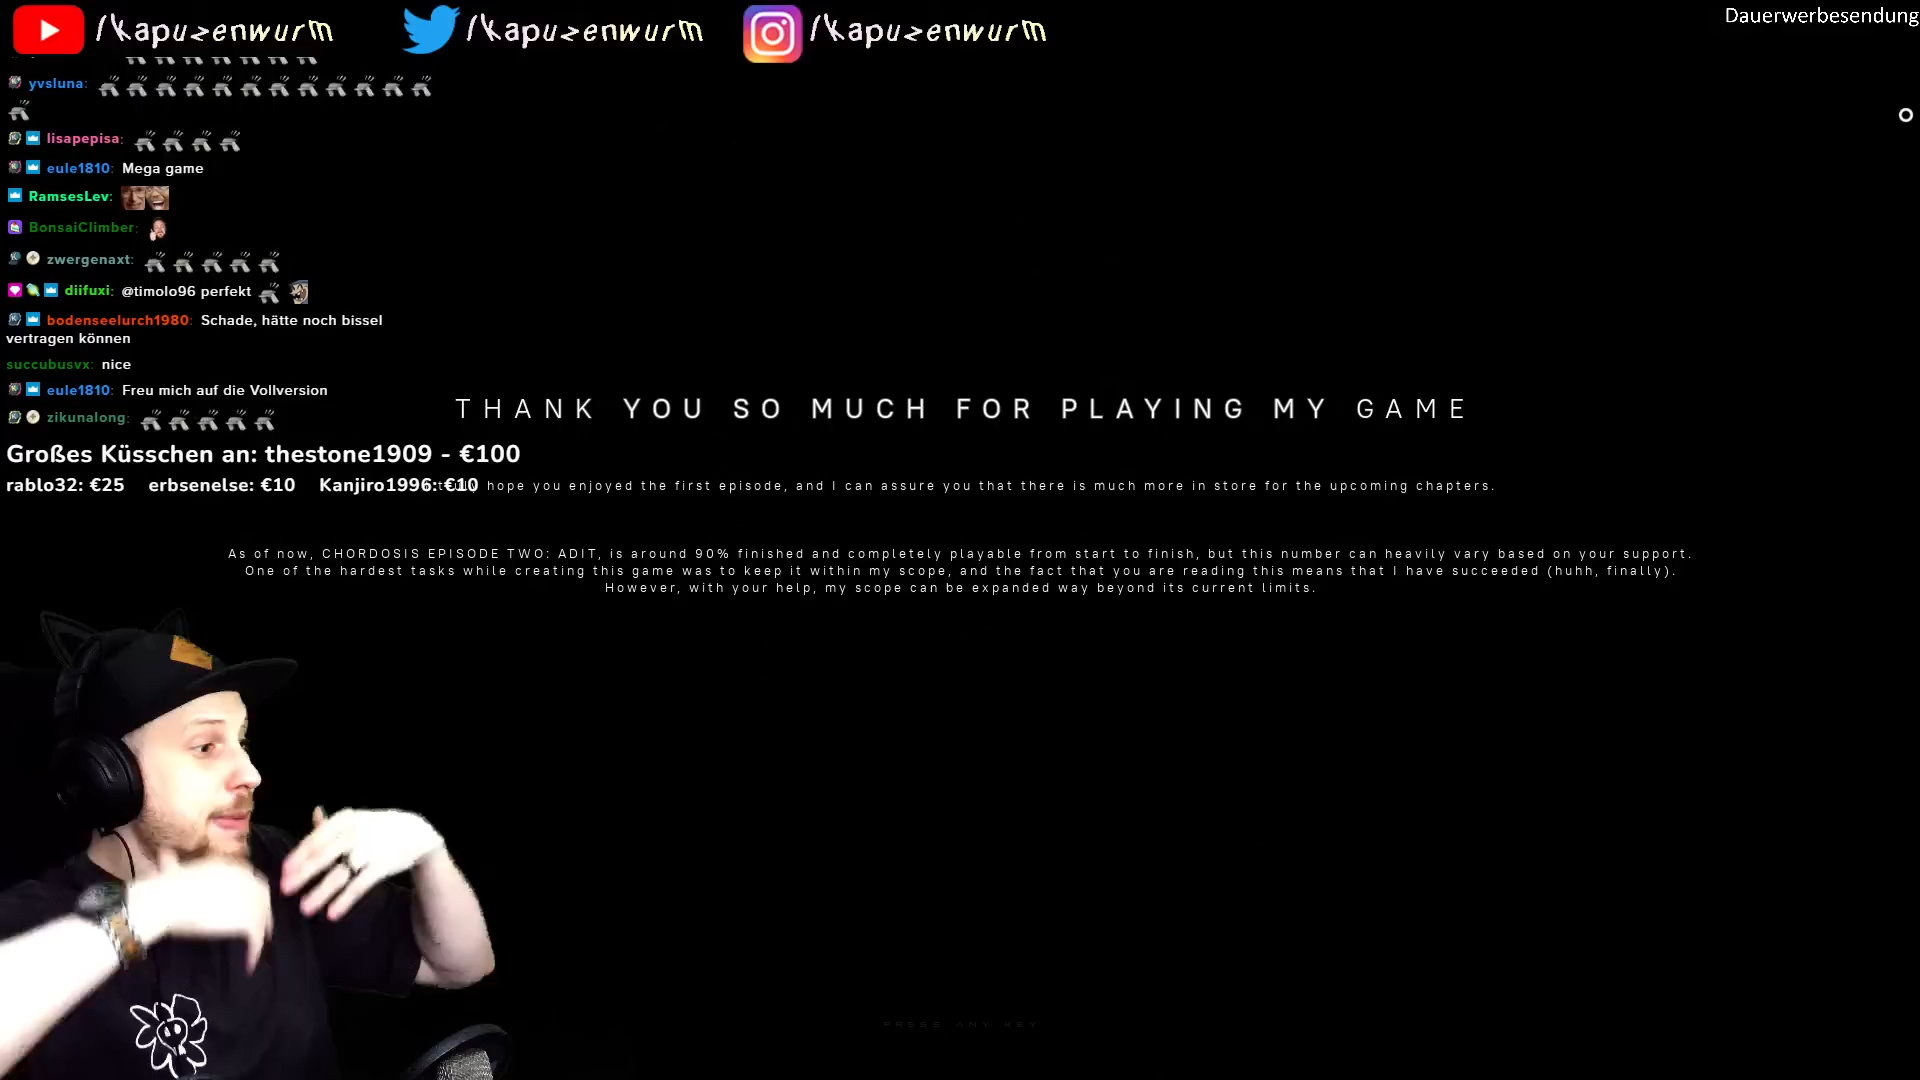 /kapuzenwurm /kapuzenwurm /kapuzenwurm
Dauerwerbesendung
yvsluna:
lisapepisa:
eule1810: Mega game
RamsesLev:
BonsaiClimber:
zwergenaxt:
diifuxi: @timolo96 perfekt
bodenseelurch1980: Schade, hätte noch bissel
vertragen können
succubusvx: nice
eule1810: Freu mich auf die Vollversion
zikunalong:
THANK YOU SO MUCH FOR PLAYING MY GAME
Großes Küsschen an: thestone1909 - €100
rablo32: €25 erbsenelse: €10 Kanjiro1996: €10
hope you enjoyed the first episode, and I can assure you that there is much more in store for the upcoming chapters.
As of now, CHORDOSIS EPISODE TWO: ADIT, is around 90% finished and completely playable from start to finish, but this number can heavily vary based on your support.
One of the hardest tasks while creating this game was to keep it within my scope, and the fact that you are reading this means that I have succeeded (huhh, finally).
However, with your help, my scope can be expanded way beyond its current limits.
PRESS ANY KEY